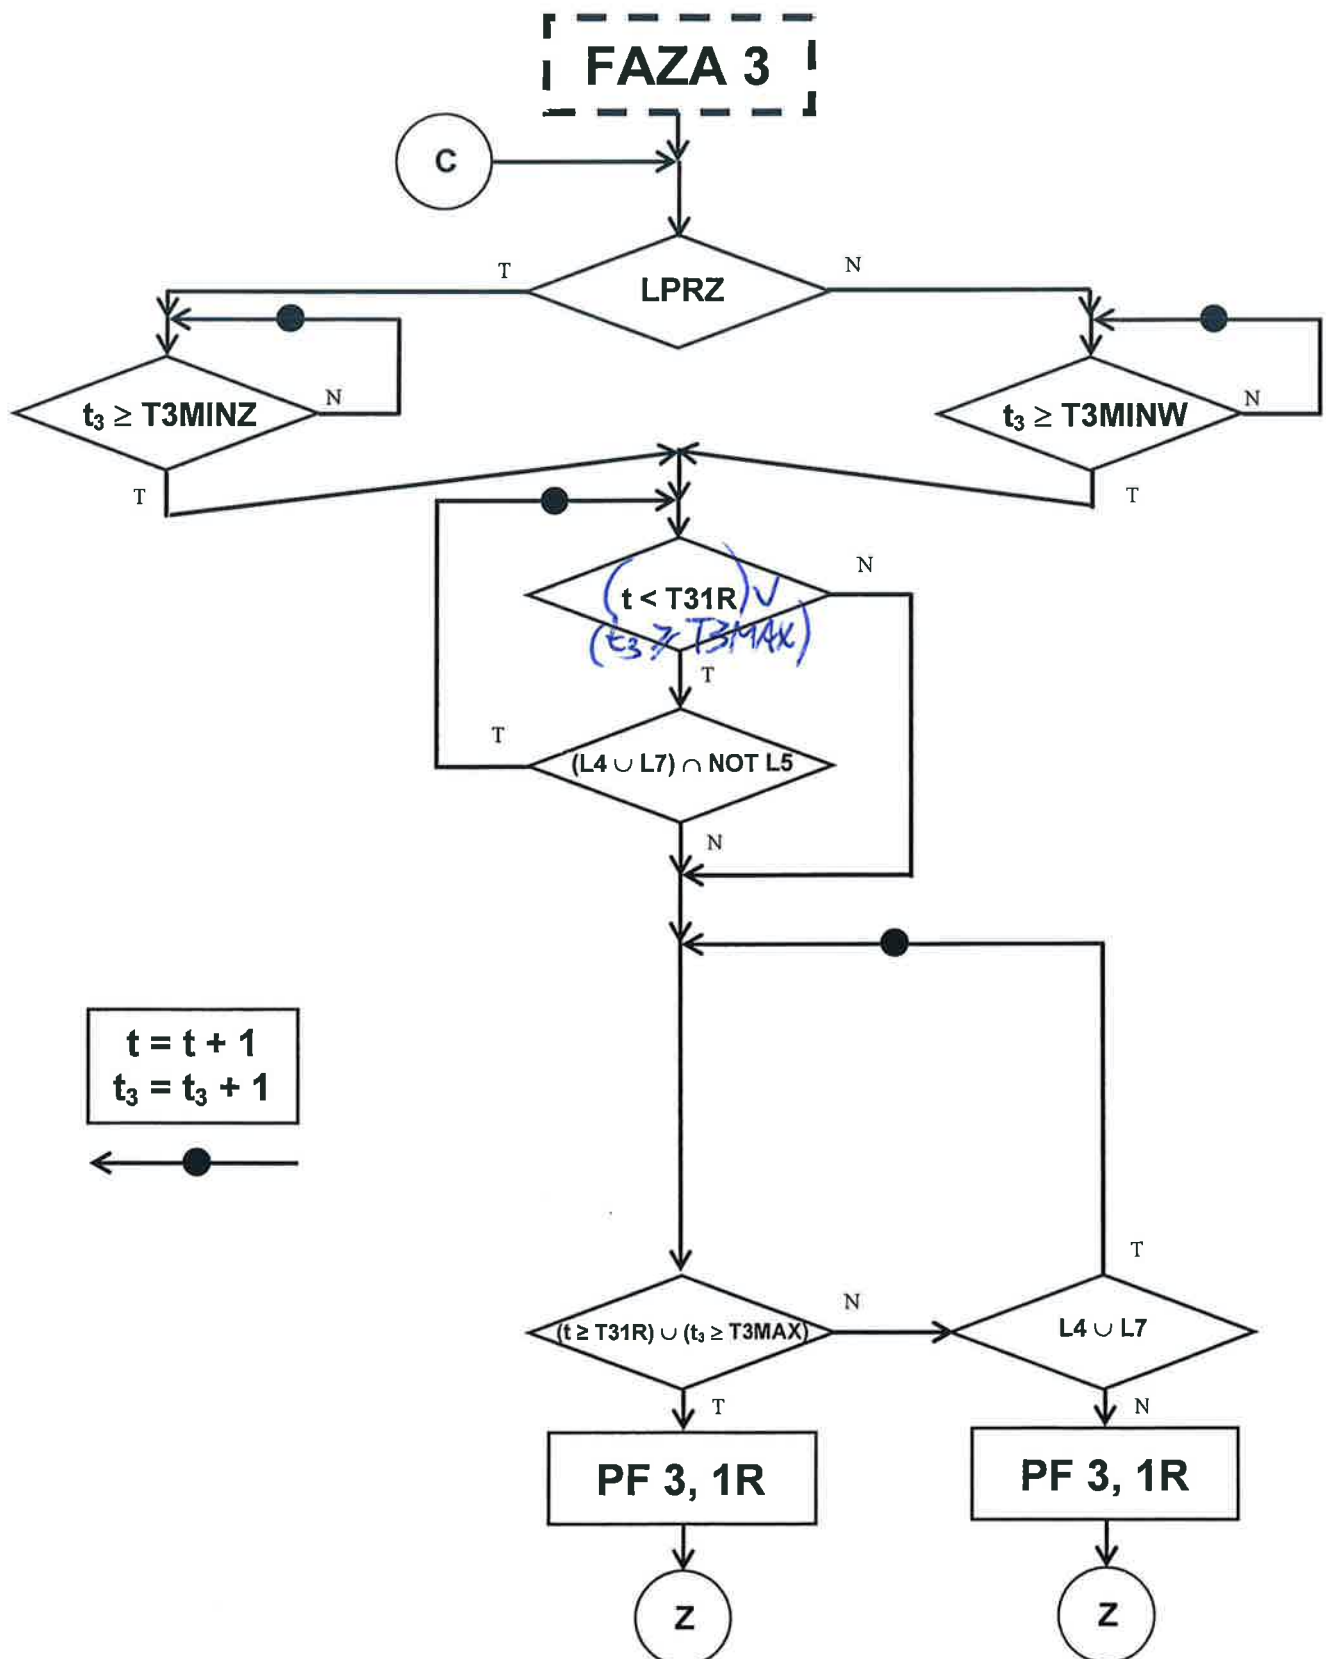 FAZA 3
C
T
LPRZ
N
t₃ ≥ T3MINZ
N
t₃ ≥ T3MINW
N
T
T
(t < T31R) ∨
(t₃ ≥ T3MAX)
N
T
(L4 ∪ L7) ∩ NOT L5
T
N
t = t + 1
t₃ = t₃ + 1
(t ≥ T31R) ∪ (t₃ ≥ T3MAX)
N
L4 ∪ L7
T
T
N
PF 3, 1R
PF 3, 1R
Z
Z